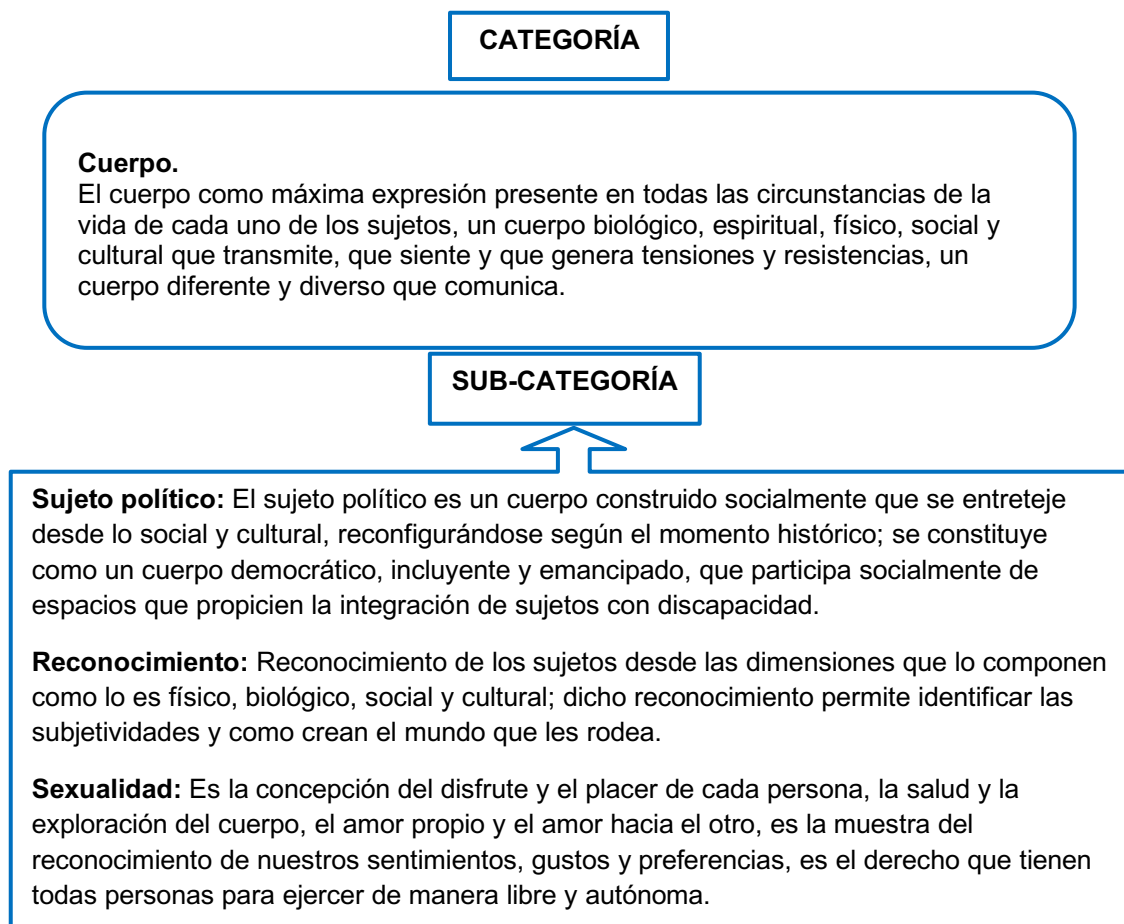 CATEGORÍA
Cuerpo.
El cuerpo como máxima expresión presente en todas las circunstancias de la
vida de cada uno de los sujetos, un cuerpo biológico, espiritual, físico, social y
cultural que transmite, que siente y que genera tensiones y resistencias, un
cuerpo diferente y diverso que comunica.
SUB-CATEGORÍA
Sujeto político: El sujeto político es un cuerpo construido socialmente que se entreteje
desde lo social y cultural, reconfigurándose según el momento histórico; se constituye
como un cuerpo democrático, incluyente y emancipado, que participa socialmente de
espacios que propicien la integración de sujetos con discapacidad.
Reconocimiento: Reconocimiento de los sujetos desde las dimensiones que lo componen
como lo es físico, biológico, social y cultural; dicho reconocimiento permite identificar las
subjetividades y como crean el mundo que les rodea.
Sexualidad: Es la concepción del disfrute y el placer de cada persona, la salud y la
exploración del cuerpo, el amor propio y el amor hacia el otro, es la muestra del
reconocimiento de nuestros sentimientos, gustos y preferencias, es el derecho que tienen
todas personas para ejercer de manera libre y autónoma.